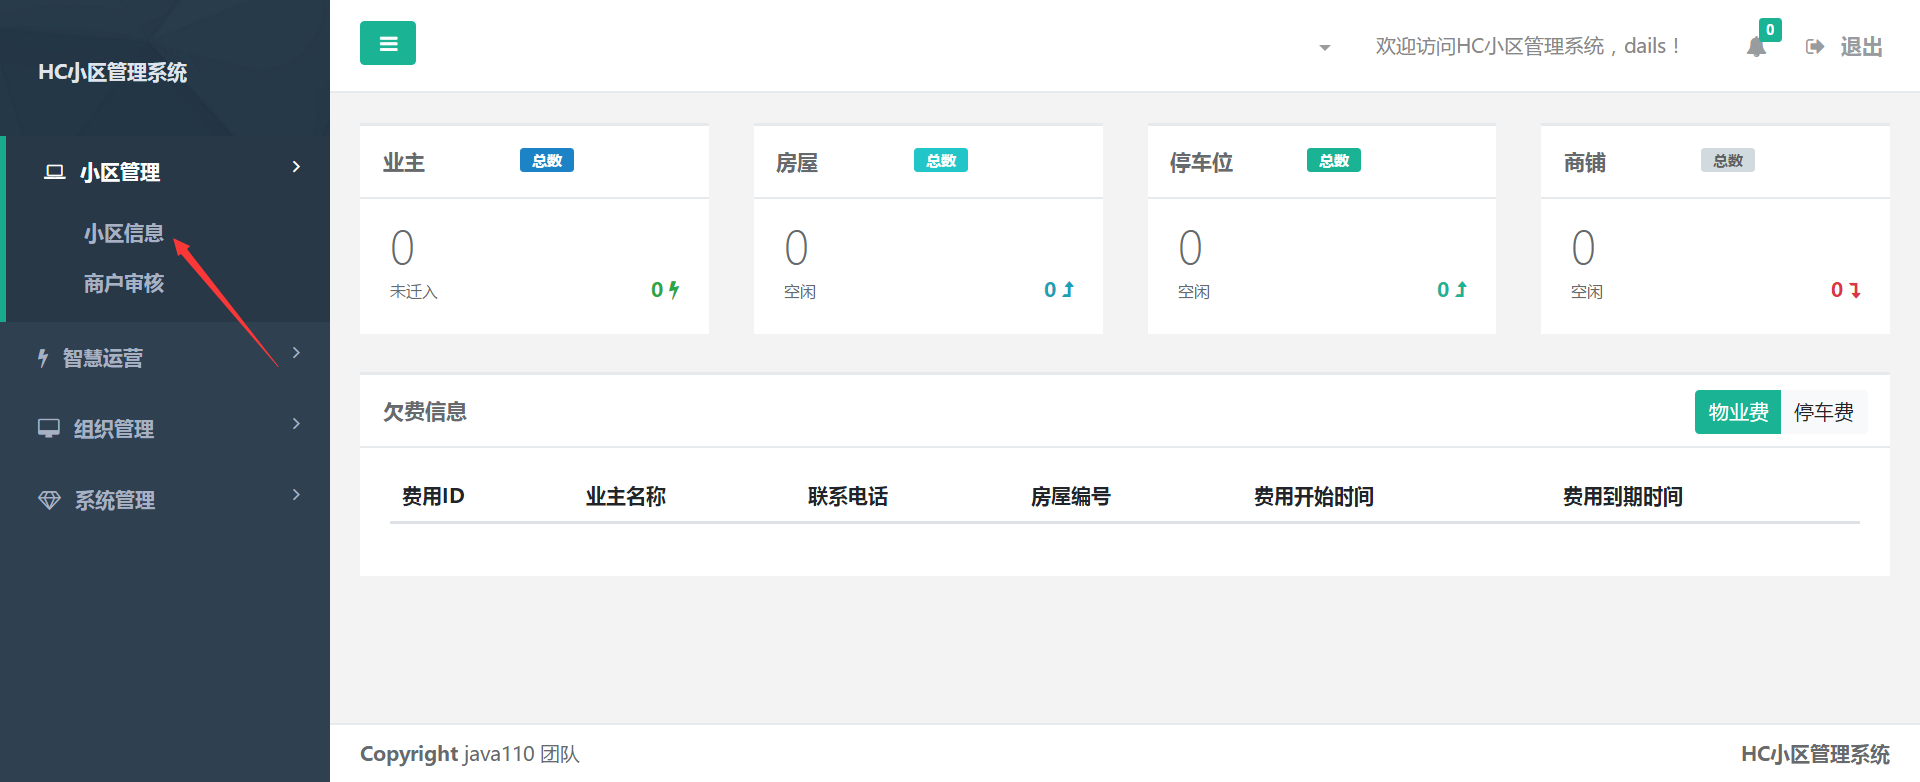 HC小区管理系统
小区管理
小区信息
商户审核
智慧运营
组织管理
系统管理
欢迎访问HC小区管理系统，dails！
0
退出
业主
总数
0
未迁入
0
房屋
总数
0
空闲
0
停车位
总数
0
空闲
0
商铺
总数
0
空闲
0
欠费信息
物业费
停车费
费用ID 业主名称 联系电话 房屋编号 费用开始时间 费用到期时间
Copyright java110 团队
HC小区管理系统